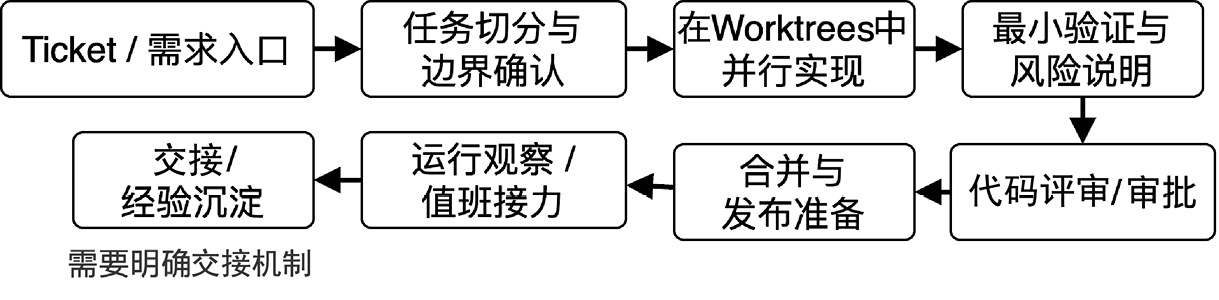 Ticket / 需求入口
任务切分与
边界确认
在Worktrees中
并行实现
最小验证与
风险说明
代码评审/审批
合并与
发布准备
运行观察 /
值班接力
交接/
经验沉淀
需要明确交接机制